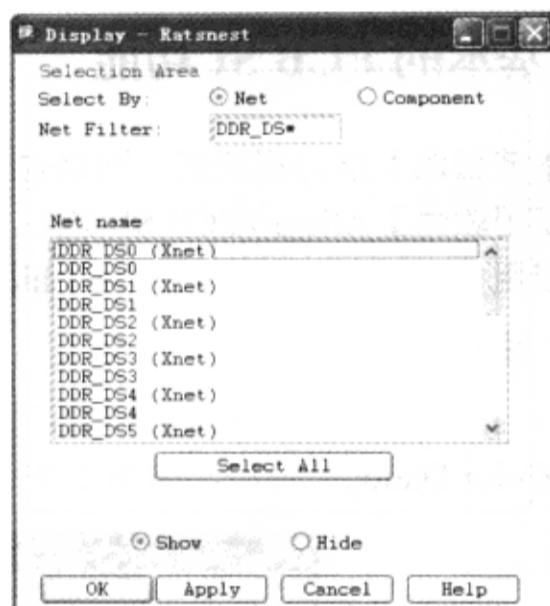 Display - Ratsnest
Selection Area
Select By: Net Component
Net Filter: DDR_DS*
Net name
DDR_DS0 (Xnet)
DDR_DS0
DDR_DS1 (Xnet)
DDR_DS1
DDR_DS2 (Xnet)
DDR_DS2
DDR_DS3 (Xnet)
DDR_DS3
DDR_DS4 (Xnet)
DDR_DS4
DDR_DS5 (Xnet)
Select All
Show Hide
OK Apply Cancel Help